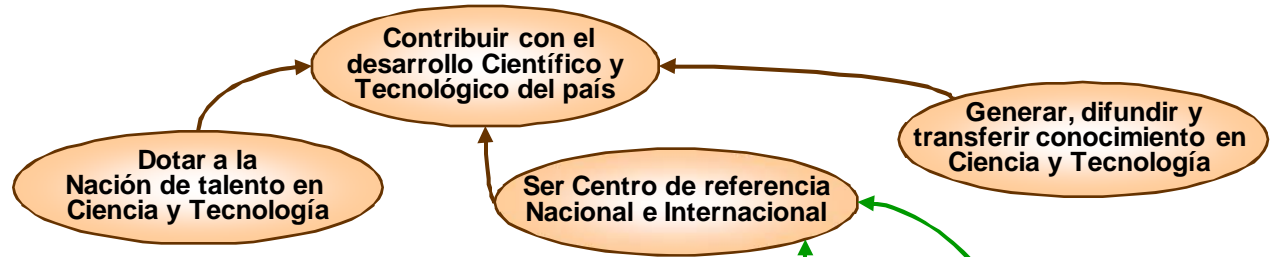 Contribuir con el
desarrollo Científico y
Tecnológico del país
Generar, difundir y
transferir conocimiento en
Ciencia y Tecnología
Dotar a la
Nación de talento en
Ciencia y Tecnología
Ser Centro de referencia
Nacional e Internacional